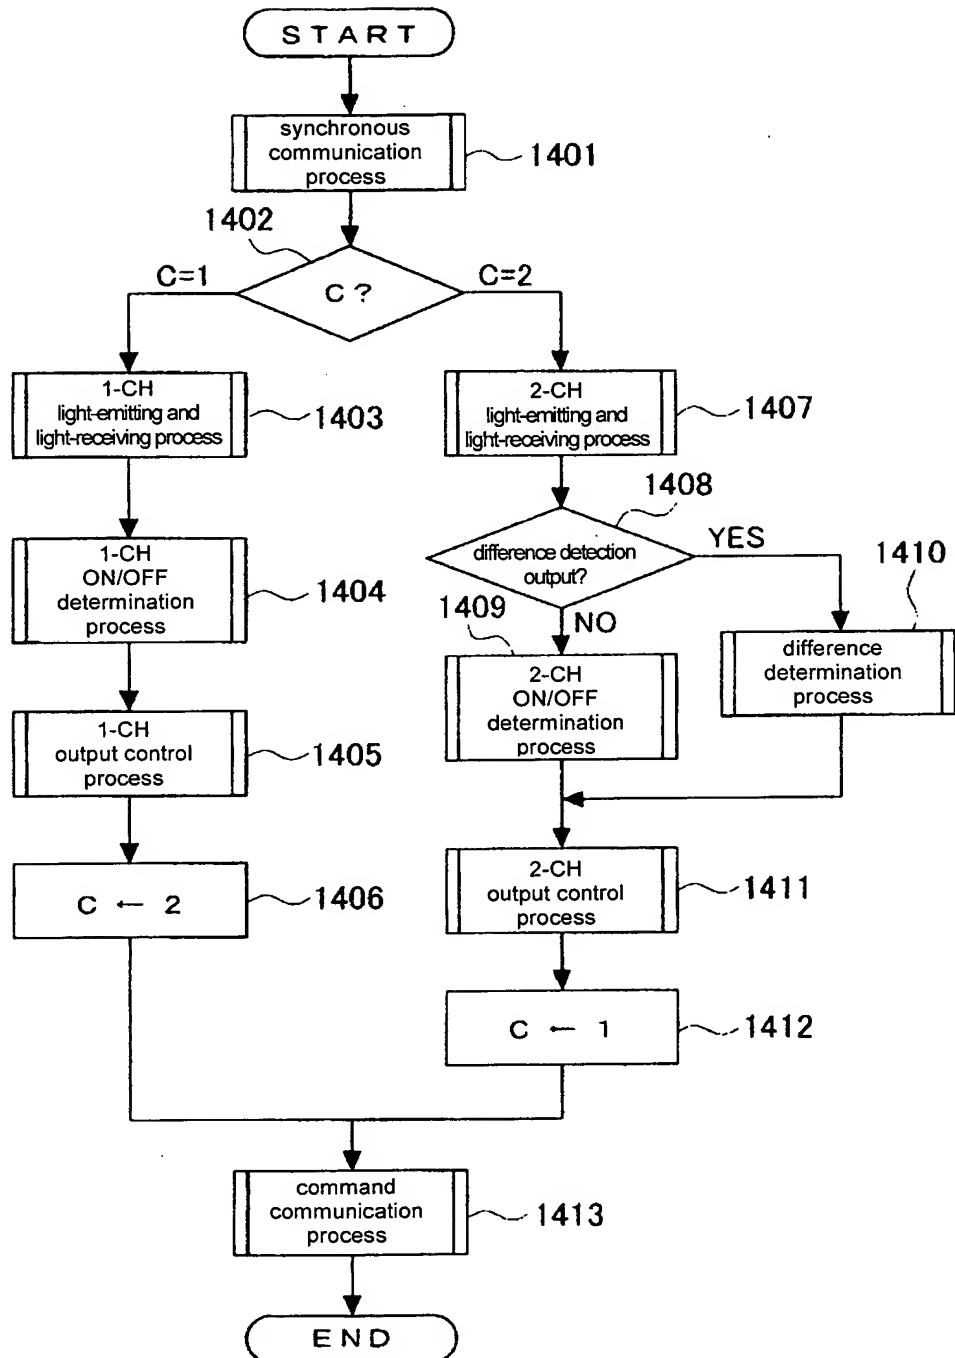 START
synchronous
communication
process
1401
1402
C=1
C ?
C=2
1-CH
light-emitting and
light-receiving process
1403
2-CH
light-emitting and
light-receiving process
1407
1408
difference detection
output?
YES
NO
1-CH
ON/OFF
determination
process
1404
1409
2-CH
ON/OFF
determination
process
1410
difference
determination
process
1-CH
output control
process
1405
C ← 2
1406
2-CH
output control
process
1411
C ← 1
1412
command
communication
process
1413
END